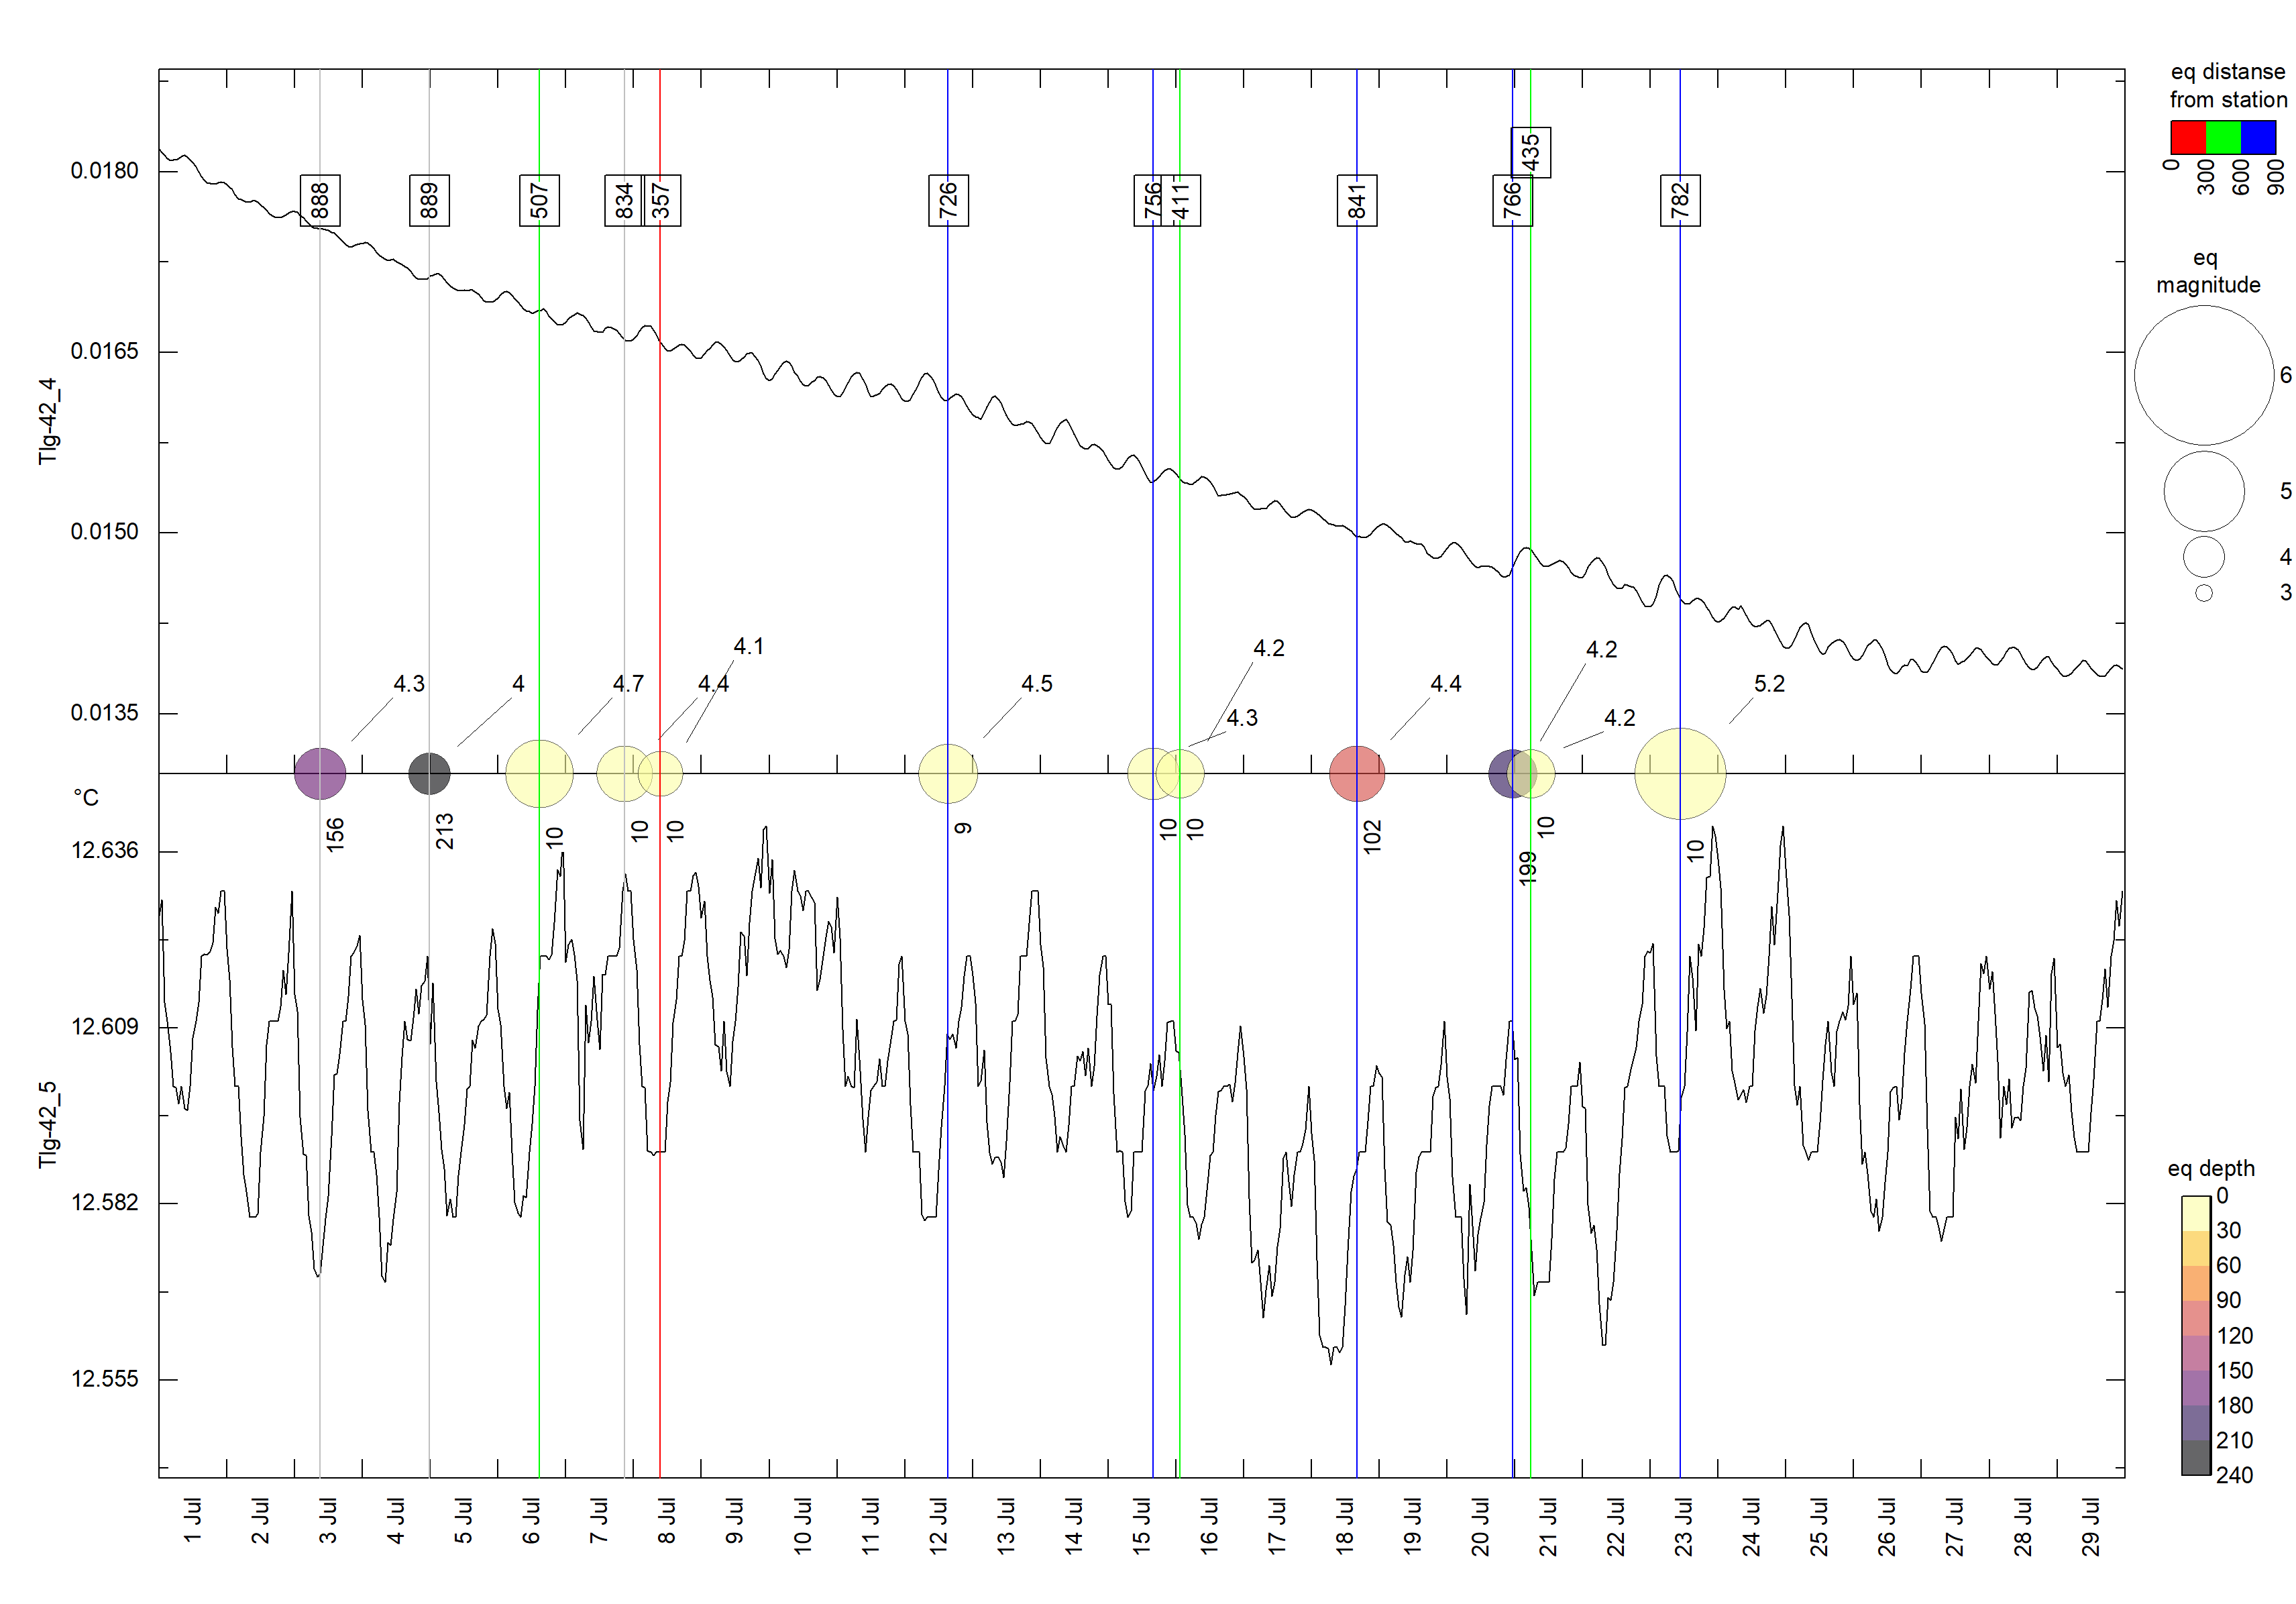 eq distanse
from station
0
300
600
900
eq
magnitude
6
5
4
3
Tlg-42_4
0.0180
0.0165
0.0150
0.0135
888
889
507
834
357
726
756
411
841
766
435
782
4.3
4
4.7
4.4
4.1
4.5
4.3
4.2
4.4
4.2
4.2
5.2
°C
156
213
10
10
10
9
10
10
102
199
10
10
Tlg-42_5
12.636
12.609
12.582
12.555
eq depth
0
30
60
90
120
150
180
210
240
1 Jul
2 Jul
3 Jul
4 Jul
5 Jul
6 Jul
7 Jul
8 Jul
9 Jul
10 Jul
11 Jul
12 Jul
13 Jul
14 Jul
15 Jul
16 Jul
17 Jul
18 Jul
19 Jul
20 Jul
21 Jul
22 Jul
23 Jul
24 Jul
25 Jul
26 Jul
27 Jul
28 Jul
29 Jul